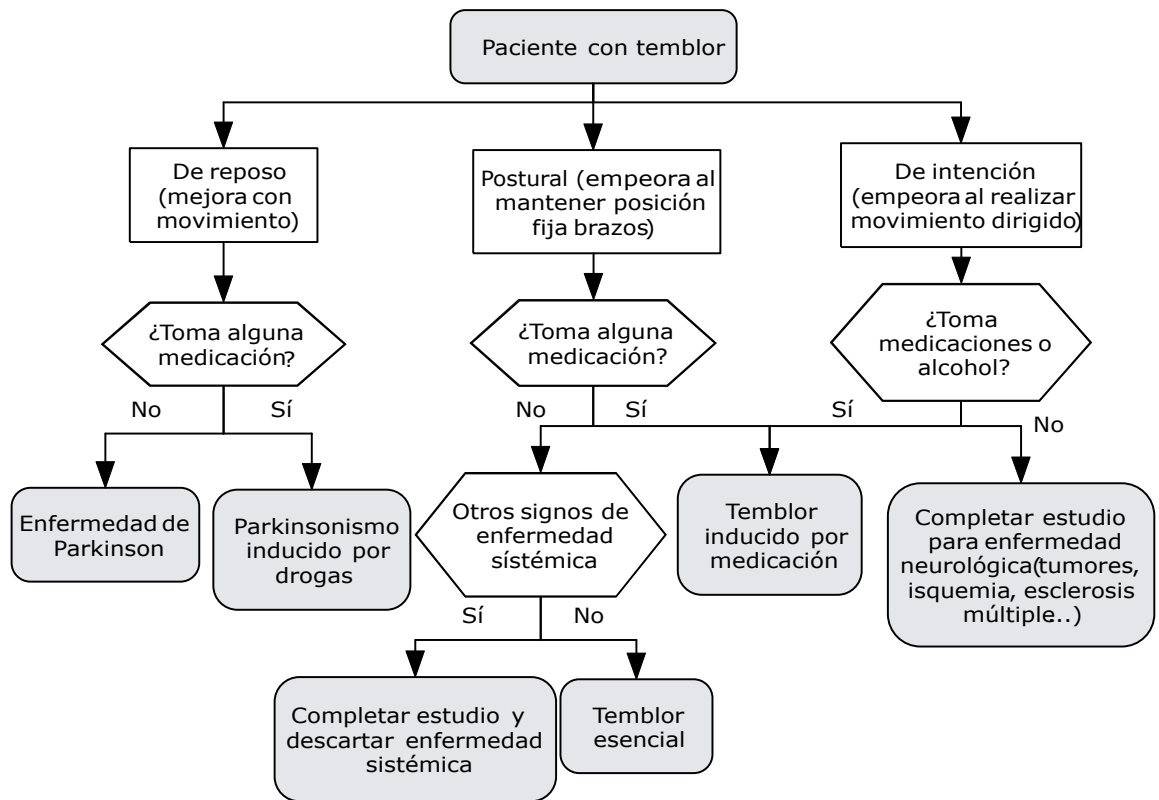 Paciente con temblor
De reposo
(mejora con
movimiento)
Postural (empeora al
mantener posición
fija brazos)
De intención
(empeora al realizar
movimiento dirigido)
¿Toma alguna
medicación?
¿Toma alguna
medicación?
¿Toma
medicaciones o
alcohol?
No
Sí
No
Sí
Sí
No
Enfermedad de
Parkinson
Parkinsonismo
inducido por
drogas
Otros signos de
enfermedad
sístémica
Temblor
inducido por
medicación
Completar estudio
para enfermedad
neurológica(tumores,
isquemia, esclerosis
múltiple...)
Sí
No
Completar estudio y
descartar enfermedad
sistémica
Temblor
esencial